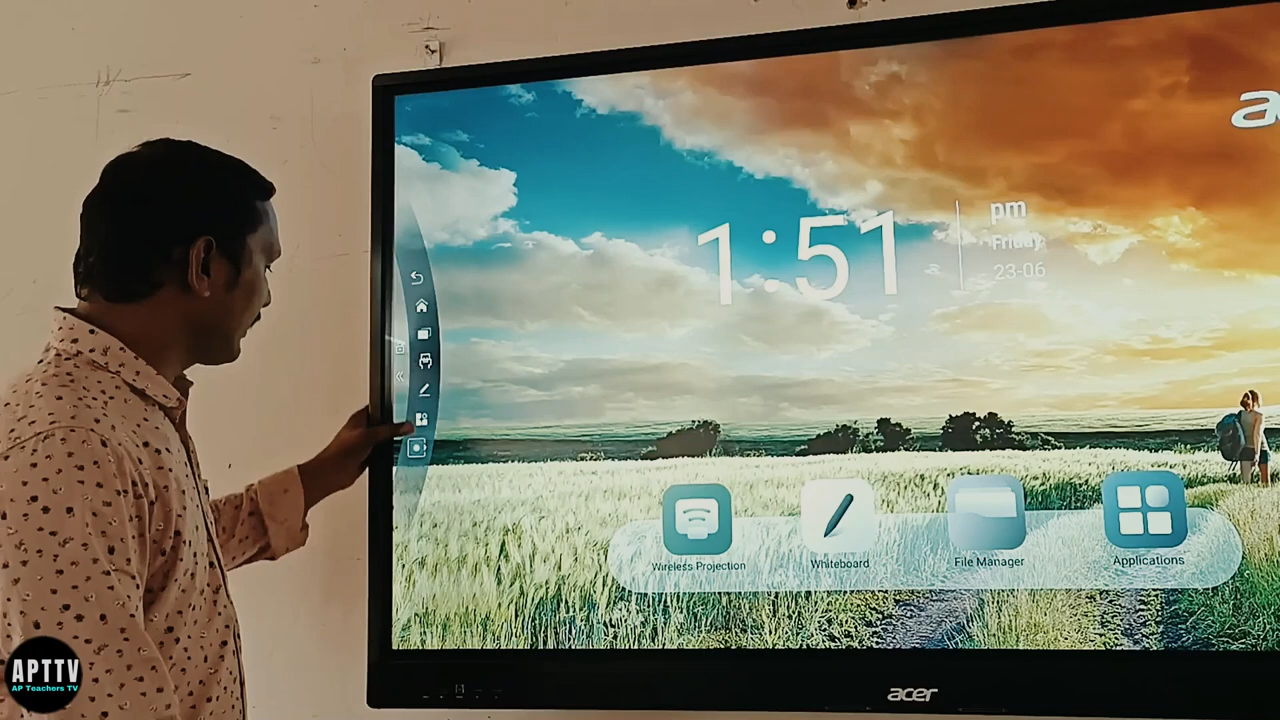 1:51
pm
Friday
23-06
Wireless Projection
Whiteboard
File Manager
Applications
acer
APTTV
AP Teachers TV